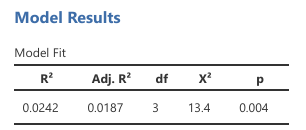 Model Results
Model Fit
R² Adj. R² df X² p
0.0242 0.0187 3 13.4 0.004